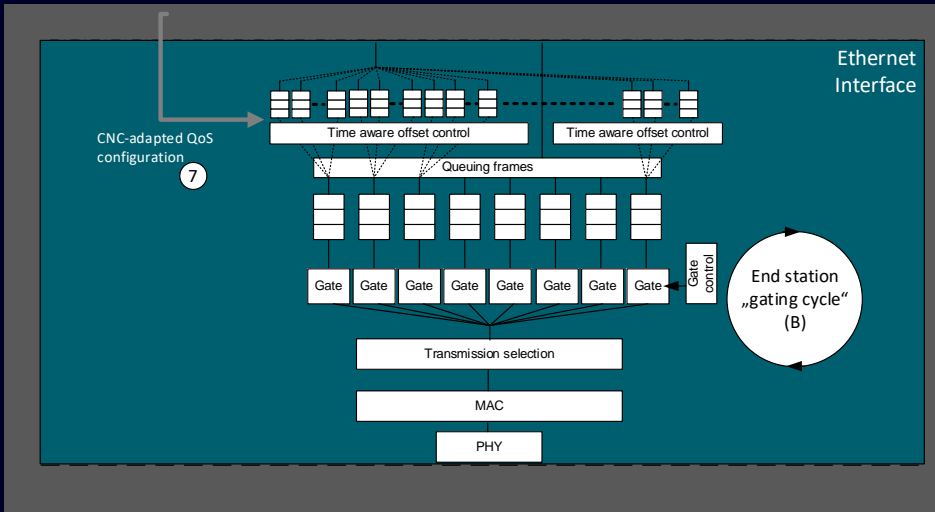 Ethernet
Interface
Time aware offset control
Time aware offset control
CNC-adapted QoS
configuration
7
Queuing frames
Gate
Gate
Gate
Gate
Gate
Gate
Gate
Gate
Gate
control
End station
„gating cycle“
(B)
Transmission selection
MAC
PHY